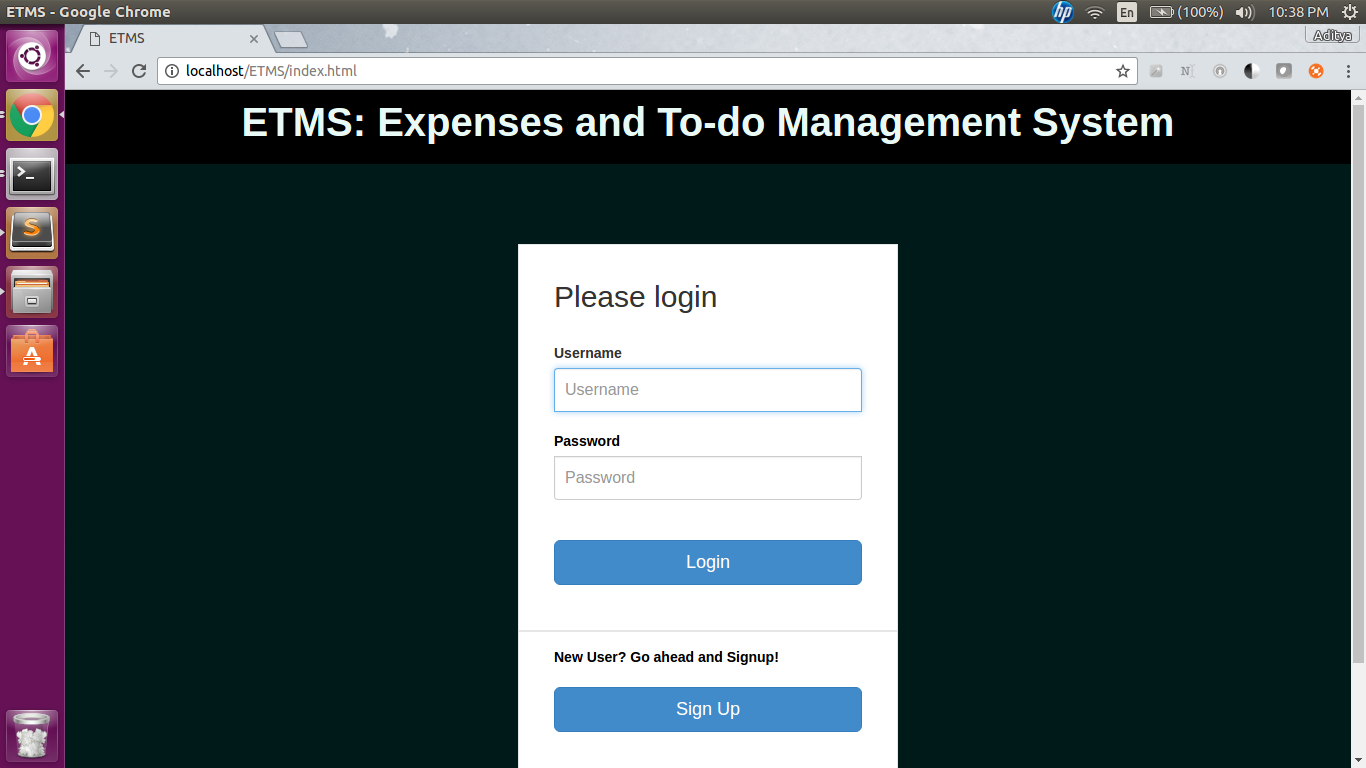 ETMS - Google Chrome
hp
En
(100%)
10:38 PM
ETMS
Aditya
localhost/ETMS/index.html
N
S
A
ETMS: Expenses and To-do Management System
Please login
Username
Username
Password
Password
Login
New User? Go ahead and Signup!
Sign Up